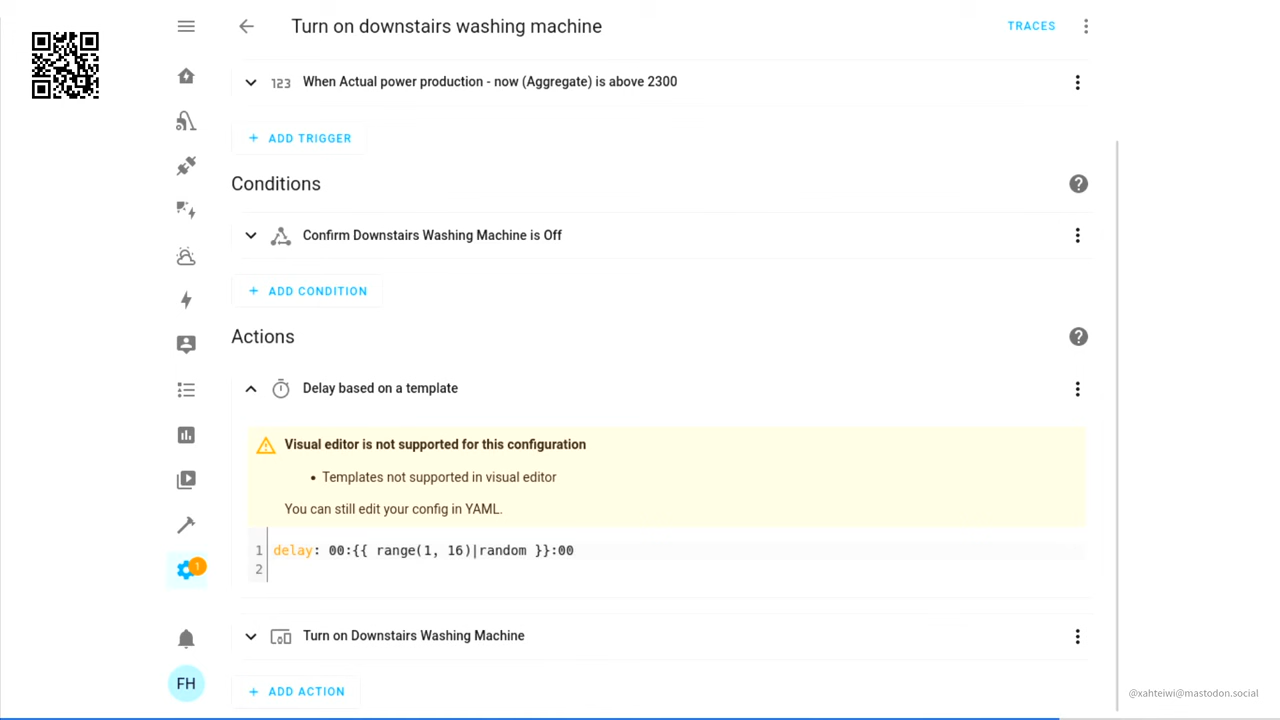 Turn on downstairs washing machine
TRACES
123 When Actual power production - now (Aggregate) is above 2300
+ ADD TRIGGER
Conditions
?
Confirm Downstairs Washing Machine is Off
+ ADD CONDITION
Actions
?
Delay based on a template
Visual editor is not supported for this configuration
• Templates not supported in visual editor
You can still edit your config in YAML.
1 delay: 00:{{ range(1, 16)|random }}:00
2
1
Turn on Downstairs Washing Machine
FH
+ ADD ACTION
@xahteiwi@mastodon.social